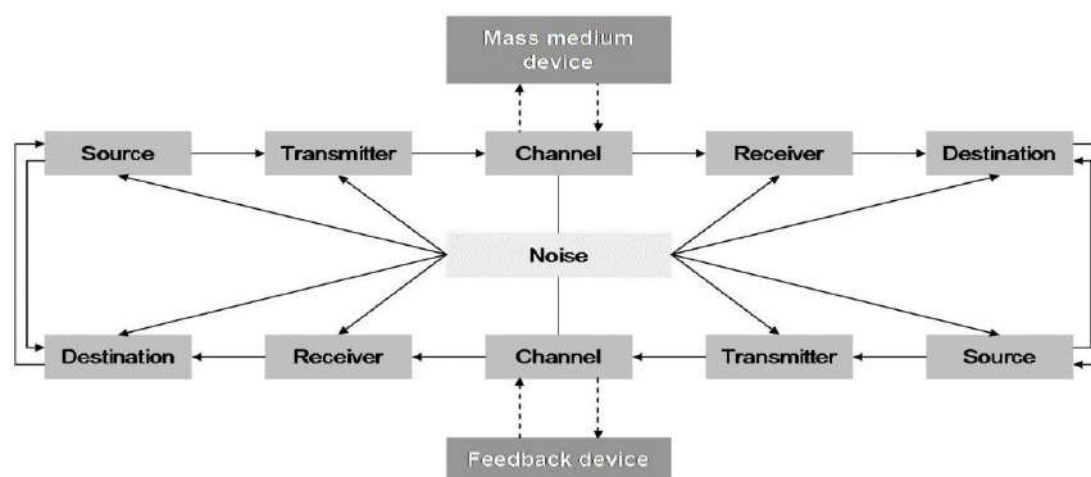 Mass medium
device
Source
Transmitter
Channel
Receiver
Destination
Noise
Destination
Receiver
Channel
Transmitter
Source
Feedback device